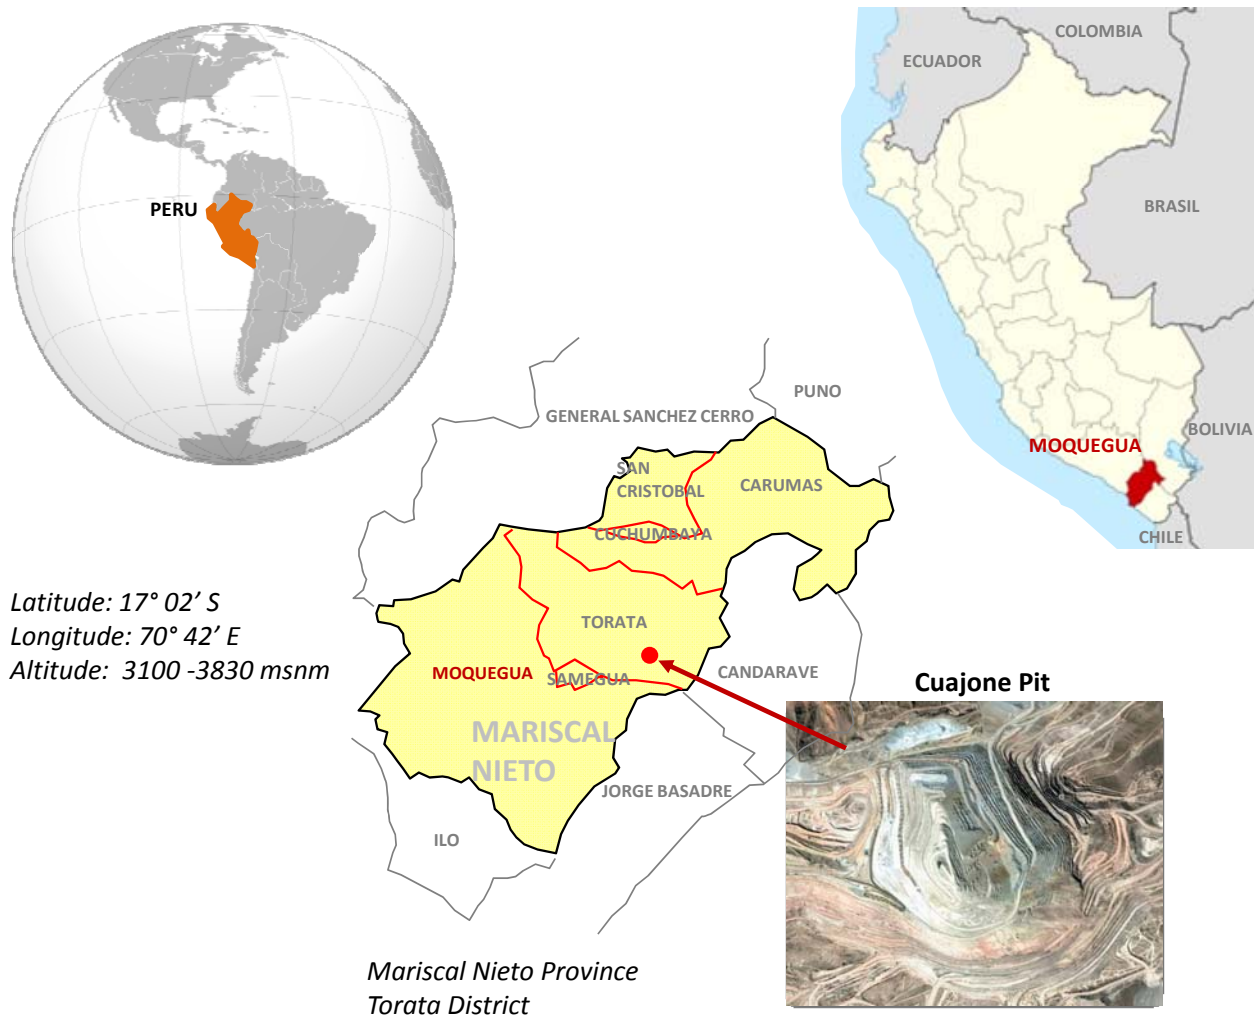 COLOMBIA
ECUADOR
PERU
BRASIL
PUNO
GENERAL SANCHEZ CERRO
BOLIVIA
MOQUEGUA
SAN
CRISTOBAL
CARUMAS
CUCHUMBAYA
CHILE
Latitude: 17° 02’ S
Longitude: 70° 42’ E
Altitude:  3100 -3830 msnm
TORATA
MOQUEGUA
SAMEGUA
CANDARAVE
Cuajone Pit
MARISCAL
NIETO
JORGE BASADRE
ILO
Mariscal Nieto Province
Torata District